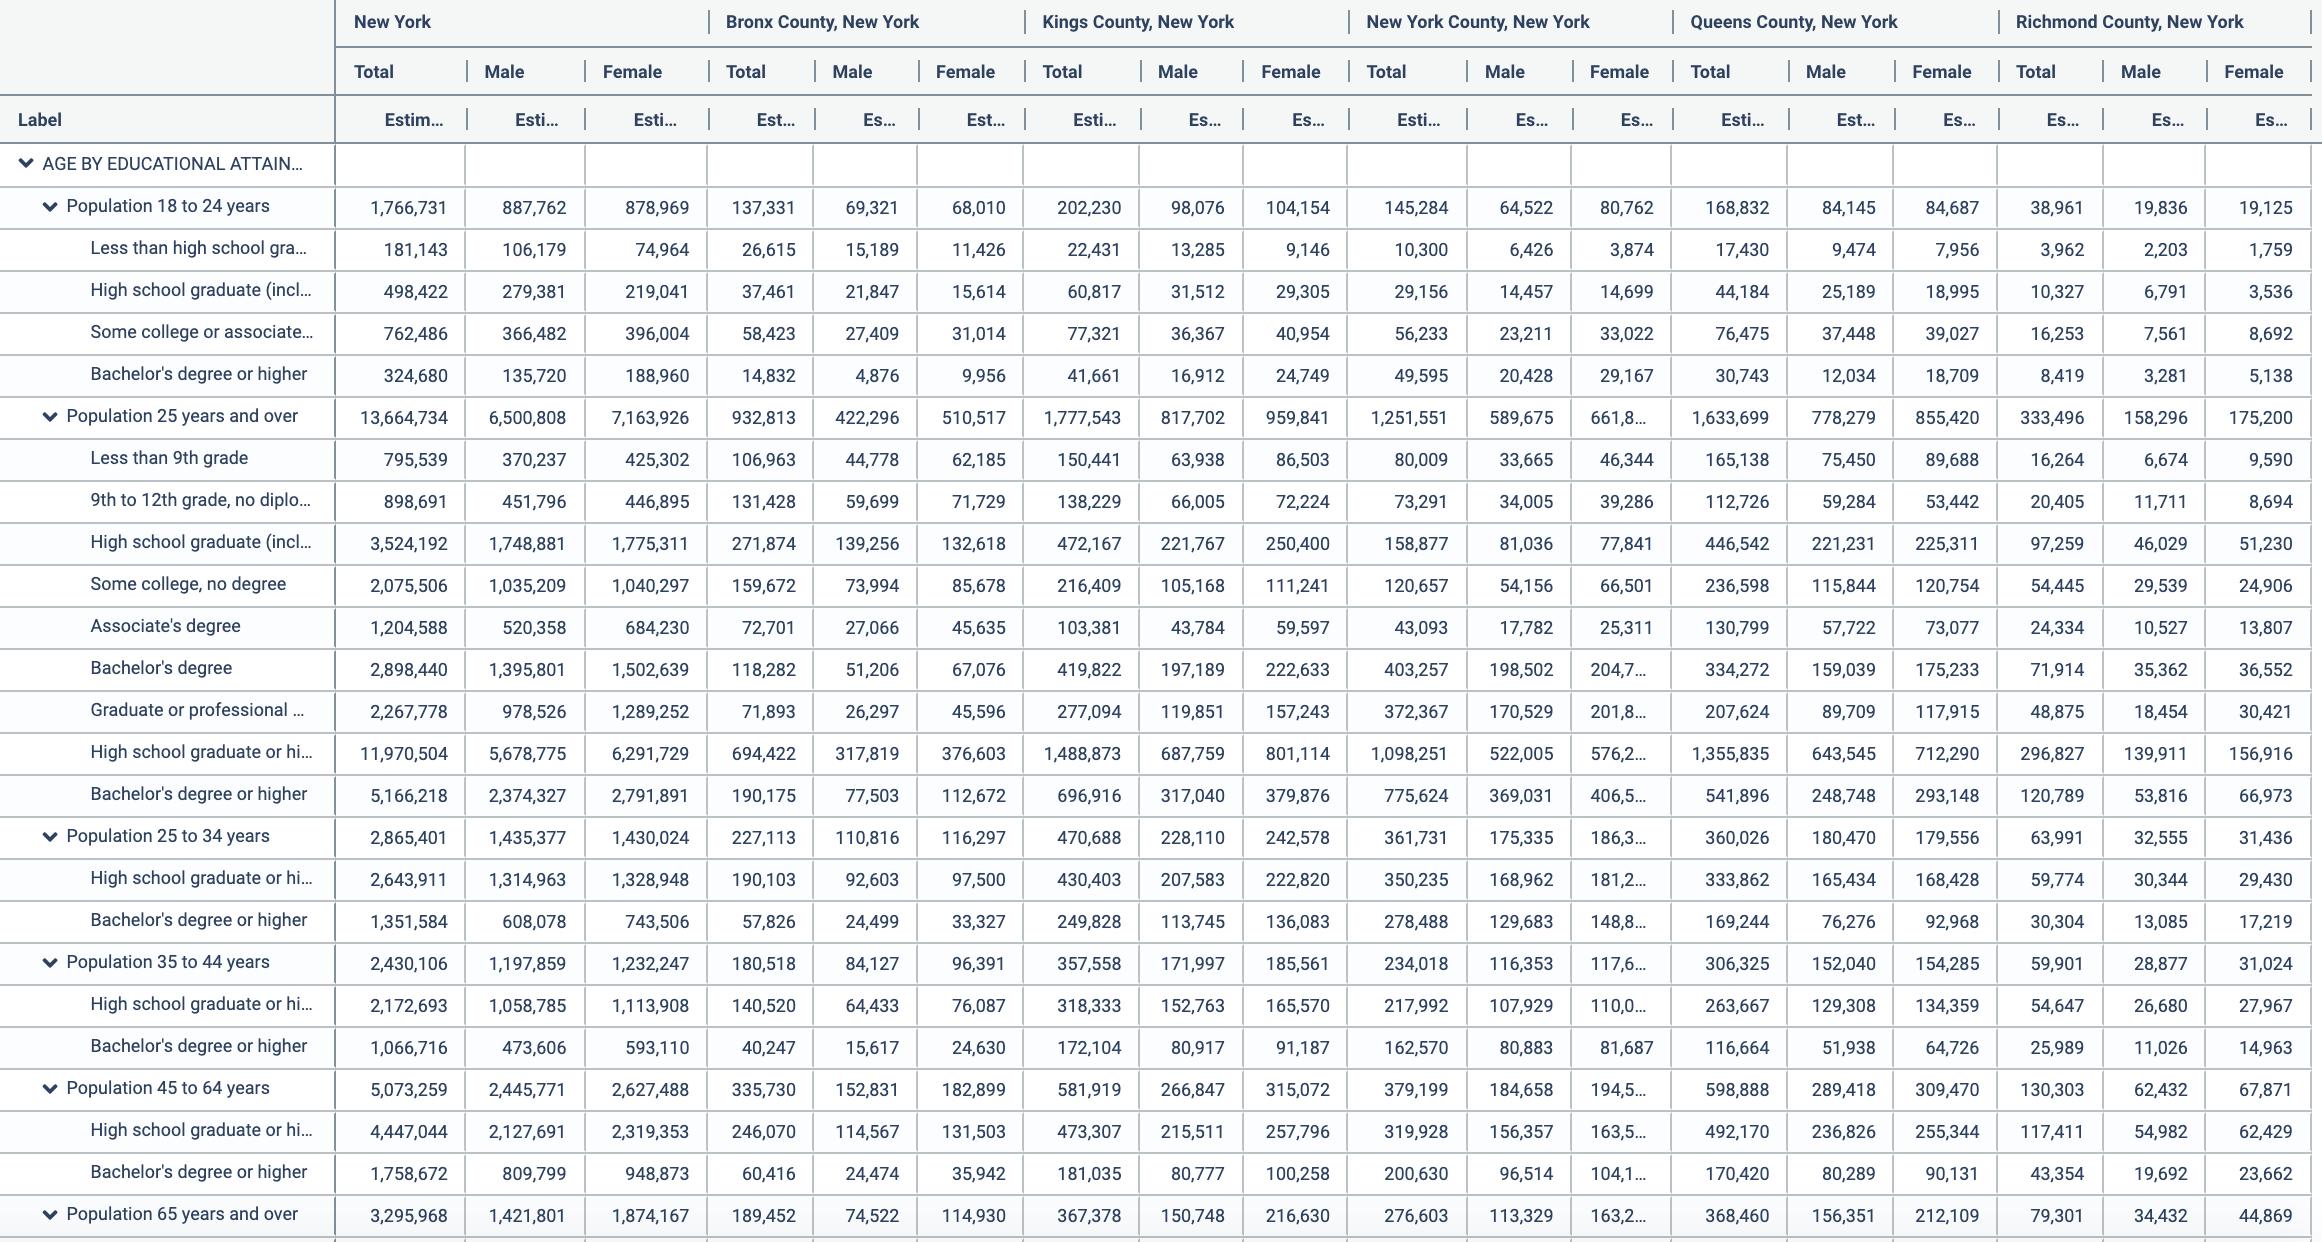 New York Bronx County, New York Kings County, New York New York County, New York Queens County, New York Richmond County, New York
Total Male Female Total Male Female Total Male Female Total Male Female Total Male Female Total Male Female
Label Estim... Esti... Esti... Est... Es... Est... Esti... Es... Es... Esti... Es... Es... Esti... Est... Es... Es... Es... Es...
AGE BY EDUCATIONAL ATTAIN...
Population 18 to 24 years 1,766,731 887,762 878,969 137,331 69,321 68,010 202,230 98,076 104,154 145,284 64,522 80,762 168,832 84,145 84,687 38,961 19,836 19,125
Less than high school gra... 181,143 106,179 74,964 26,615 15,189 11,426 22,431 13,285 9,146 10,300 6,426 3,874 17,430 9,474 7,956 3,962 2,203 1,759
High school graduate (incl... 498,422 279,381 219,041 37,461 21,847 15,614 60,817 31,512 29,305 29,156 14,457 14,699 44,184 25,189 18,995 10,327 6,791 3,536
Some college or associate... 762,486 366,482 396,004 58,423 27,409 31,014 77,321 36,367 40,954 56,233 23,211 33,022 76,475 37,448 39,027 16,253 7,561 8,692
Bachelor's degree or higher 324,680 135,720 188,960 14,832 4,876 9,956 41,661 16,912 24,749 49,595 20,428 29,167 30,743 12,034 18,709 8,419 3,281 5,138
Population 25 years and over 13,664,734 6,500,808 7,163,926 932,813 422,296 510,517 1,777,543 817,702 959,841 1,251,551 589,675 661,8... 1,633,699 778,279 855,420 333,496 158,296 175,200
Less than 9th grade 795,539 370,237 425,302 106,963 44,778 62,185 150,441 63,938 86,503 80,009 33,665 46,344 165,138 75,450 89,688 16,264 6,674 9,590
9th to 12th grade, no diplo... 898,691 451,796 446,895 131,428 59,699 71,729 138,229 66,005 72,224 73,291 34,005 39,286 112,726 59,284 53,442 20,405 11,711 8,694
High school graduate (incl... 3,524,192 1,748,881 1,775,311 271,874 139,256 132,618 472,167 221,767 250,400 158,877 81,036 77,841 446,542 221,231 225,311 97,259 46,029 51,230
Some college, no degree 2,075,506 1,035,209 1,040,297 159,672 73,994 85,678 216,409 105,168 111,241 120,657 54,156 66,501 236,598 115,844 120,754 54,445 29,539 24,906
Associate's degree 1,204,588 520,358 684,230 72,701 27,066 45,635 103,381 43,784 59,597 43,093 17,782 25,311 130,799 57,722 73,077 24,334 10,527 13,807
Bachelor's degree 2,898,440 1,395,801 1,502,639 118,282 51,206 67,076 419,822 197,189 222,633 403,257 198,502 204,7... 334,272 159,039 175,233 71,914 35,362 36,552
Graduate or professional ... 2,267,778 978,526 1,289,252 71,893 26,297 45,596 277,094 119,851 157,243 372,367 170,529 201,8... 207,624 89,709 117,915 48,875 18,454 30,421
High school graduate or hi... 11,970,504 5,678,775 6,291,729 694,422 317,819 376,603 1,488,873 687,759 801,114 1,098,251 522,005 576,2... 1,355,835 643,545 712,290 296,827 139,911 156,916
Bachelor's degree or higher 5,166,218 2,374,327 2,791,891 190,175 77,503 112,672 696,916 317,040 379,876 775,624 369,031 406,5... 541,896 248,748 293,148 120,789 53,816 66,973
Population 25 to 34 years 2,865,401 1,435,377 1,430,024 227,113 110,816 116,297 470,688 228,110 242,578 361,731 175,335 186,3... 360,026 180,470 179,556 63,991 32,555 31,436
High school graduate or hi... 2,643,911 1,314,963 1,328,948 190,103 92,603 97,500 430,403 207,583 222,820 350,235 168,962 181,2... 333,862 165,434 168,428 59,774 30,344 29,430
Bachelor's degree or higher 1,351,584 608,078 743,506 57,826 24,499 33,327 249,828 113,745 136,083 278,488 129,683 148,8... 169,244 76,276 92,968 30,304 13,085 17,219
Population 35 to 44 years 2,430,106 1,197,859 1,232,247 180,518 84,127 96,391 357,558 171,997 185,561 234,018 116,353 117,6... 306,325 152,040 154,285 59,901 28,877 31,024
High school graduate or hi... 2,172,693 1,058,785 1,113,908 140,520 64,433 76,087 318,333 152,763 165,570 217,992 107,929 110,0... 263,667 129,308 134,359 54,647 26,680 27,967
Bachelor's degree or higher 1,066,716 473,606 593,110 40,247 15,617 24,630 172,104 80,917 91,187 162,570 80,883 81,687 116,664 51,938 64,726 25,989 11,026 14,963
Population 45 to 64 years 5,073,259 2,445,771 2,627,488 335,730 152,831 182,899 581,919 266,847 315,072 379,199 184,658 194,5... 598,888 289,418 309,470 130,303 62,432 67,871
High school graduate or hi... 4,447,044 2,127,691 2,319,353 246,070 114,567 131,503 473,307 215,511 257,796 319,928 156,357 163,5... 492,170 236,826 255,344 117,411 54,982 62,429
Bachelor's degree or higher 1,758,672 809,799 948,873 60,416 24,474 35,942 181,035 80,777 100,258 200,630 96,514 104,1... 170,420 80,289 90,131 43,354 19,692 23,662
Population 65 years and over 3,295,968 1,421,801 1,874,167 189,452 74,522 114,930 367,378 150,748 216,630 276,603 113,329 163,2... 368,460 156,351 212,109 79,301 34,432 44,869